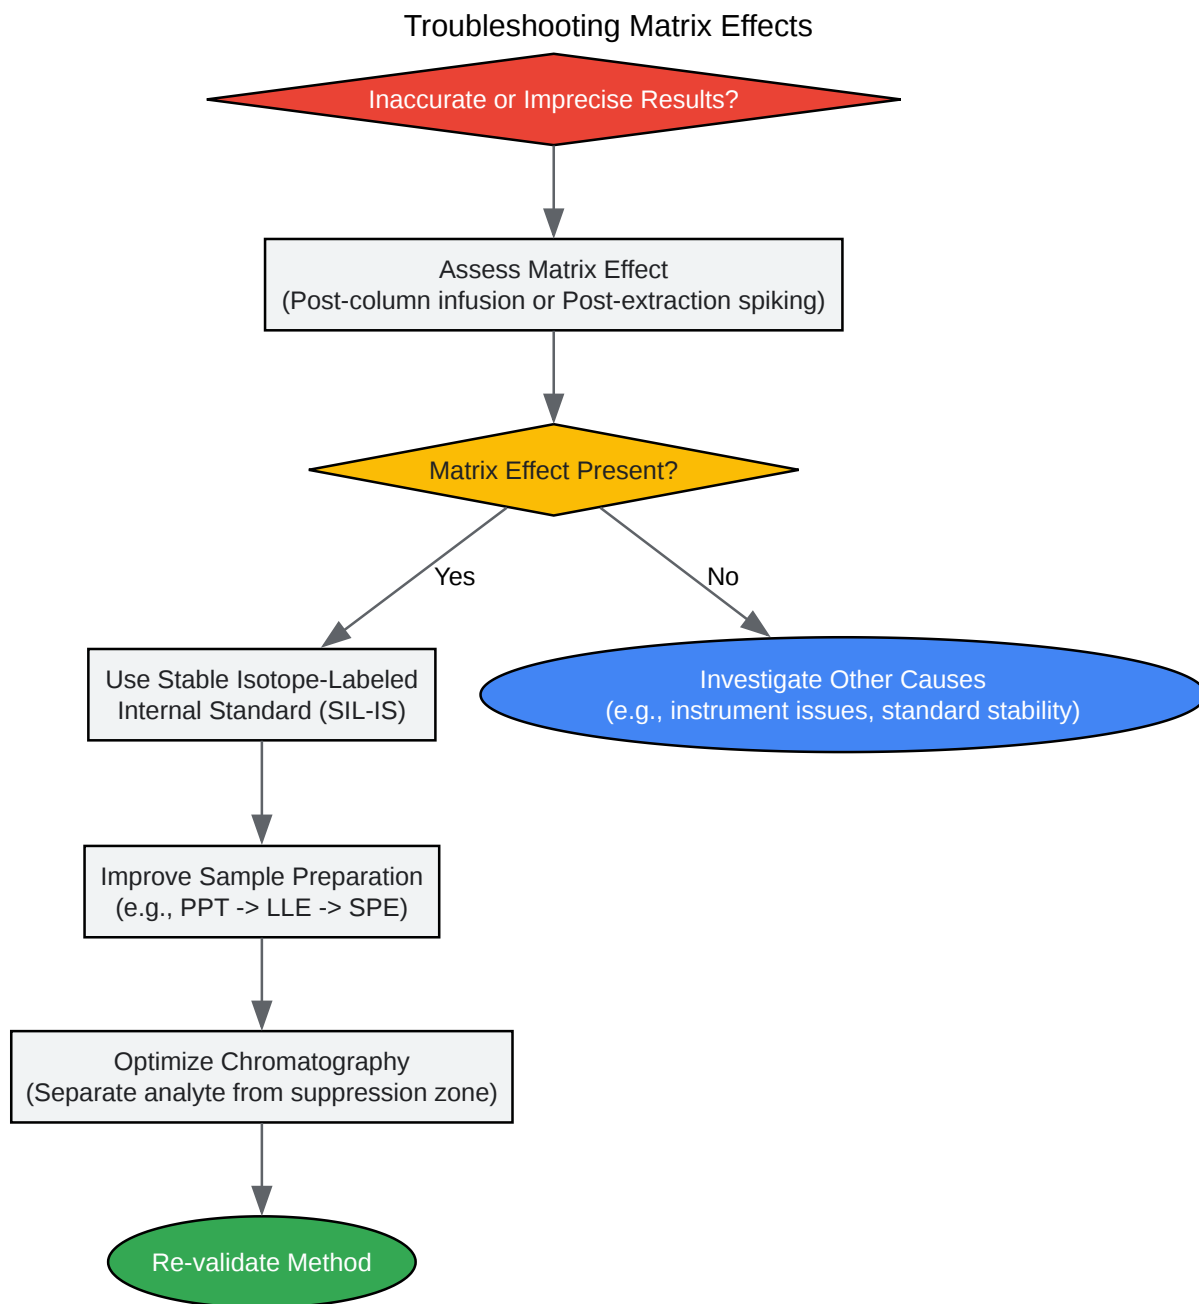 Troubleshooting Matrix Effects
Inaccurate or Imprecise Results?
Assess Matrix Effect
(Post-column infusion or Post-extraction spiking)
Matrix Effect Present?
Yes
No
Use Stable Isotope-Labeled
Internal Standard (SIL-IS)
Investigate Other Causes
(e.g., instrument issues, standard stability)
Improve Sample Preparation
(e.g., PPT -> LLE -> SPE)
Optimize Chromatography
(Separate analyte from suppression zone)
Re-validate Method